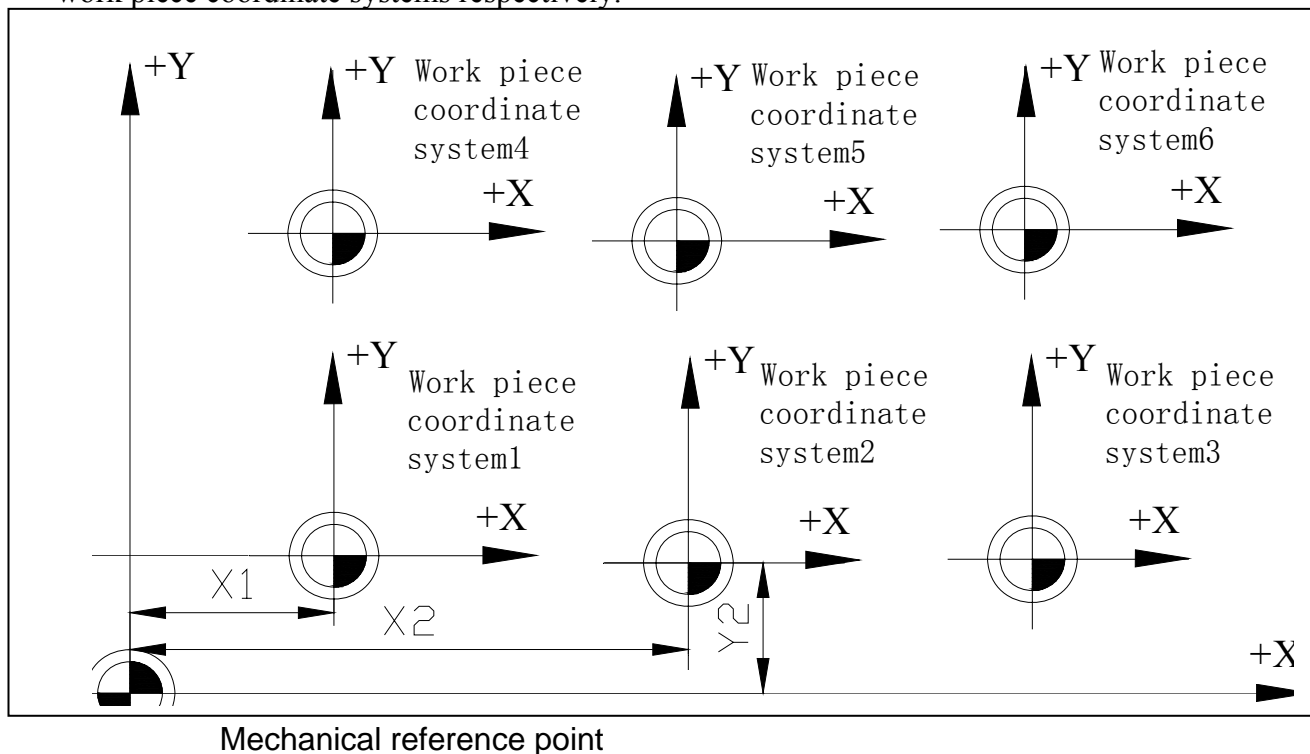 work piece coordinate systems respectively.
+Y
+Y Work piece
coordinate
system4
+X
+Y Work piece
coordinate
system5
+X
+Y Work piece
coordinate
system6
+X
+Y
Work piece
coordinate
system1
+X
+Y Work piece
coordinate
system2
+X
+Y Work piece
coordinate
system3
+X
X1
X2
Y2
+X
Mechanical reference point